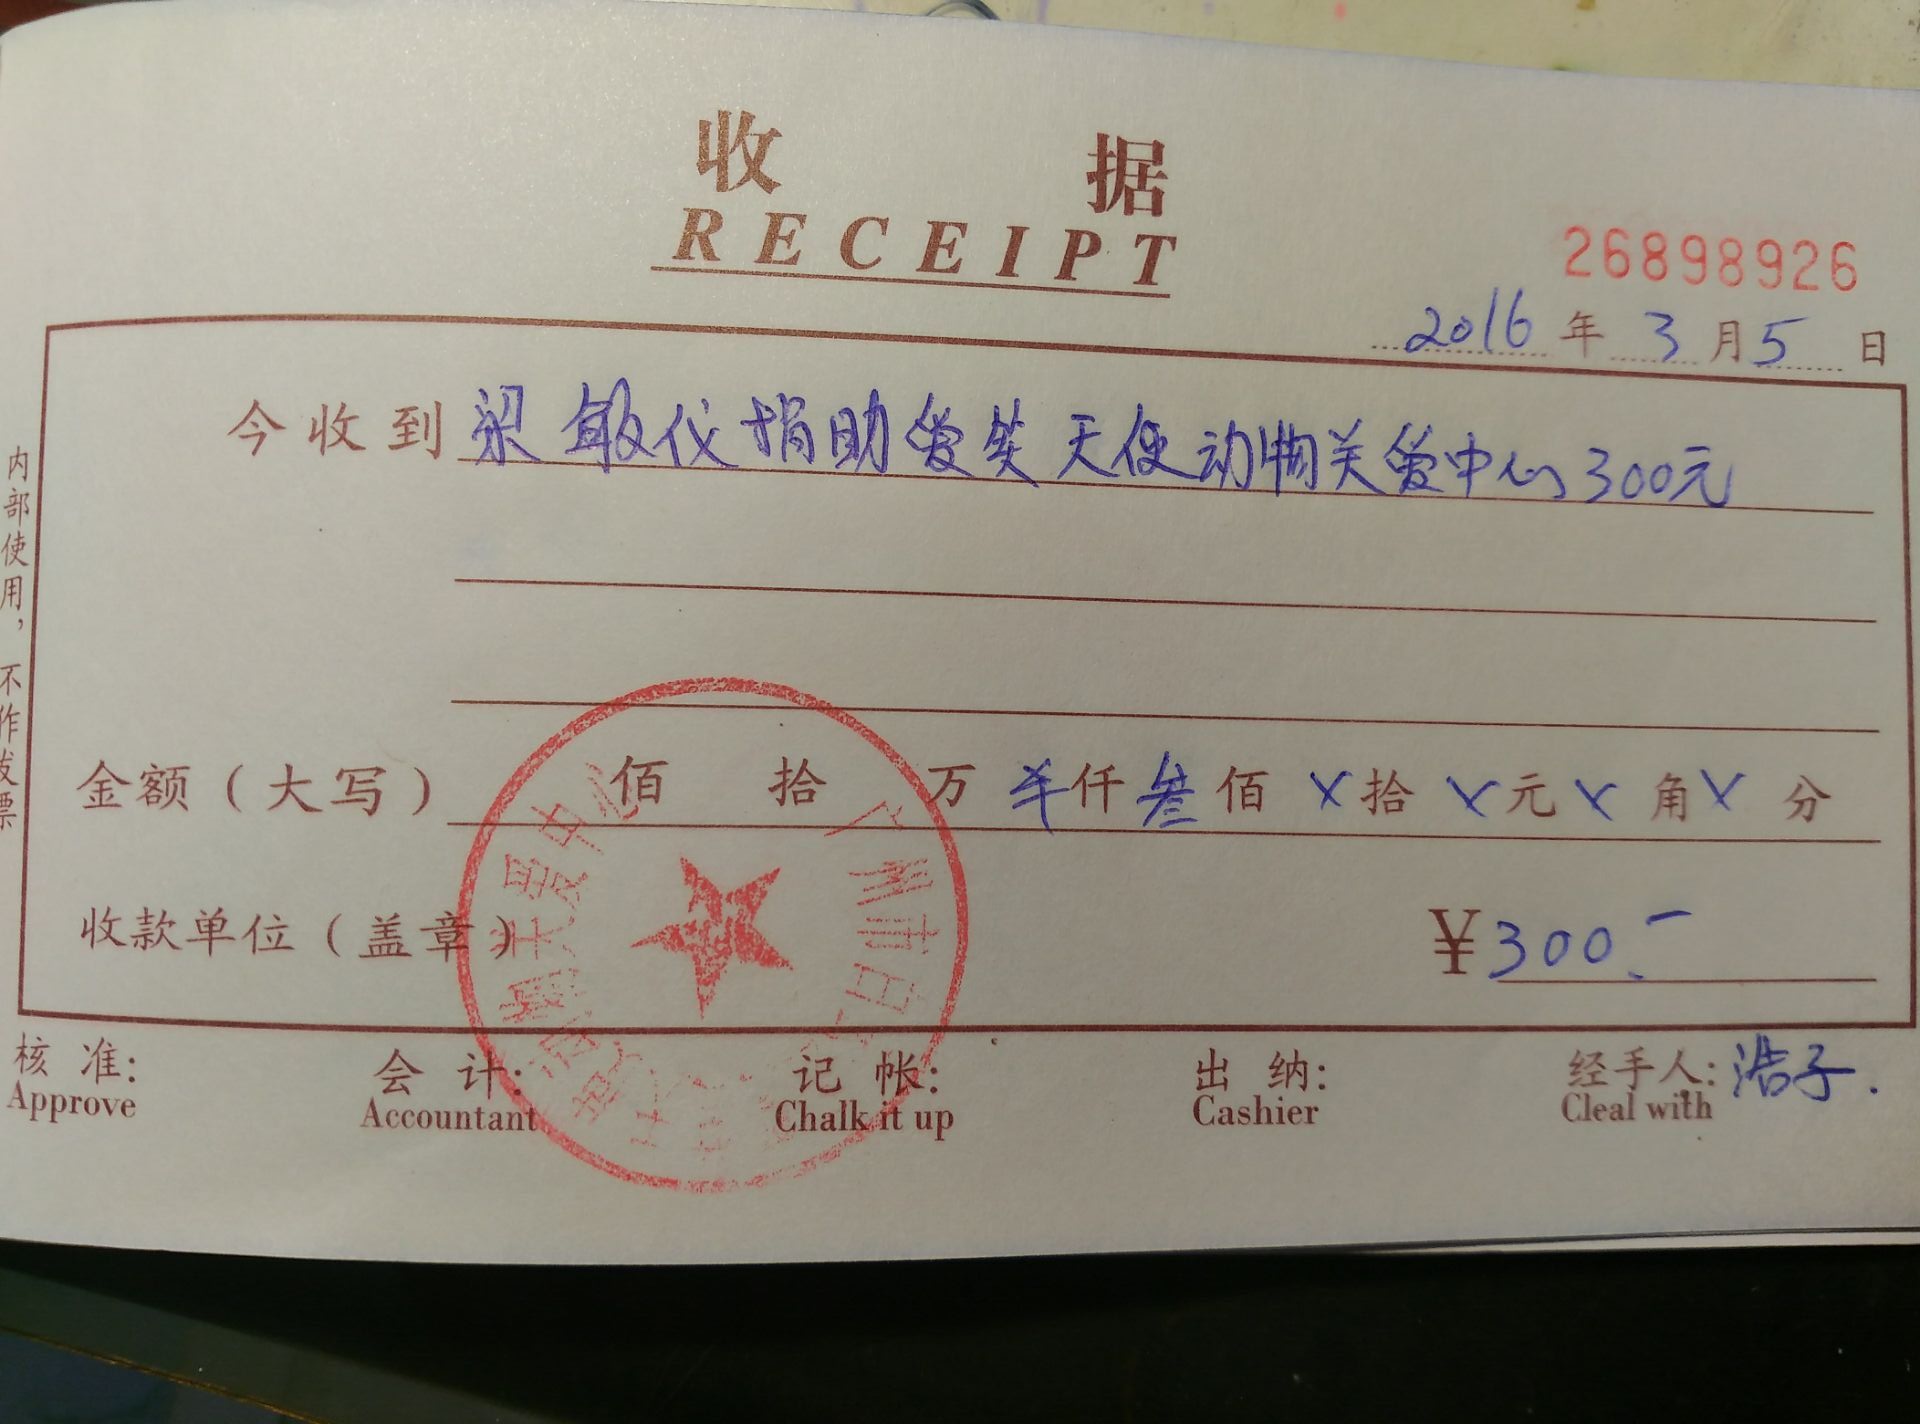 收 据
RECEIPT
26898926
2016 年 3 月 5 日
今收到 梁敏仪捐助爱笑天使动物关爱中心300元
金额（大写） 佰 拾 万 仟 叁 佰 X 拾 X 元 X 角 X 分
收款单位（盖章） ¥300.-
核 准: 会 计: 记 帐: 出 纳: 经手人: 浩子.
Approve Accountant Chalk it up Cashier Cleal with
内部使用，不作发票
广州市白